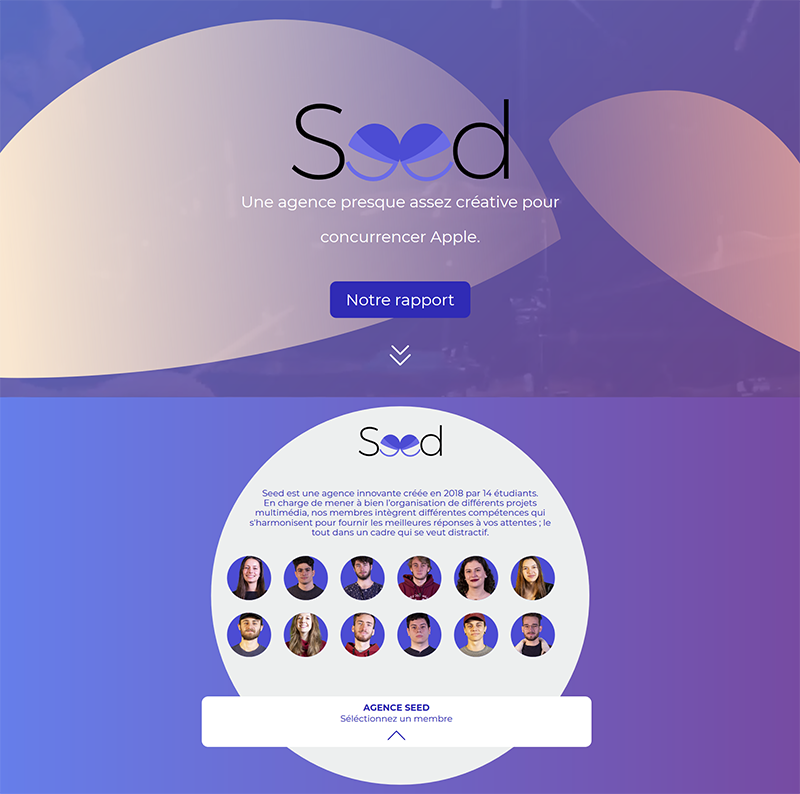 Seed
Une agence presque assez créative pour
concurrencer Apple.
Notre rapport
Seed
Seed est une agence innovante créée en 2018 par 14 étudiants.
En charge de mener à bien l'organisation de différents projets
multimédia, nos membres intègrent différentes compétences qui
s'harmonisent pour fournir les meilleures réponses à vos attentes ; le
tout dans un cadre qui se veut distractif.
AGENCE SEED
Séléctionnez un membre